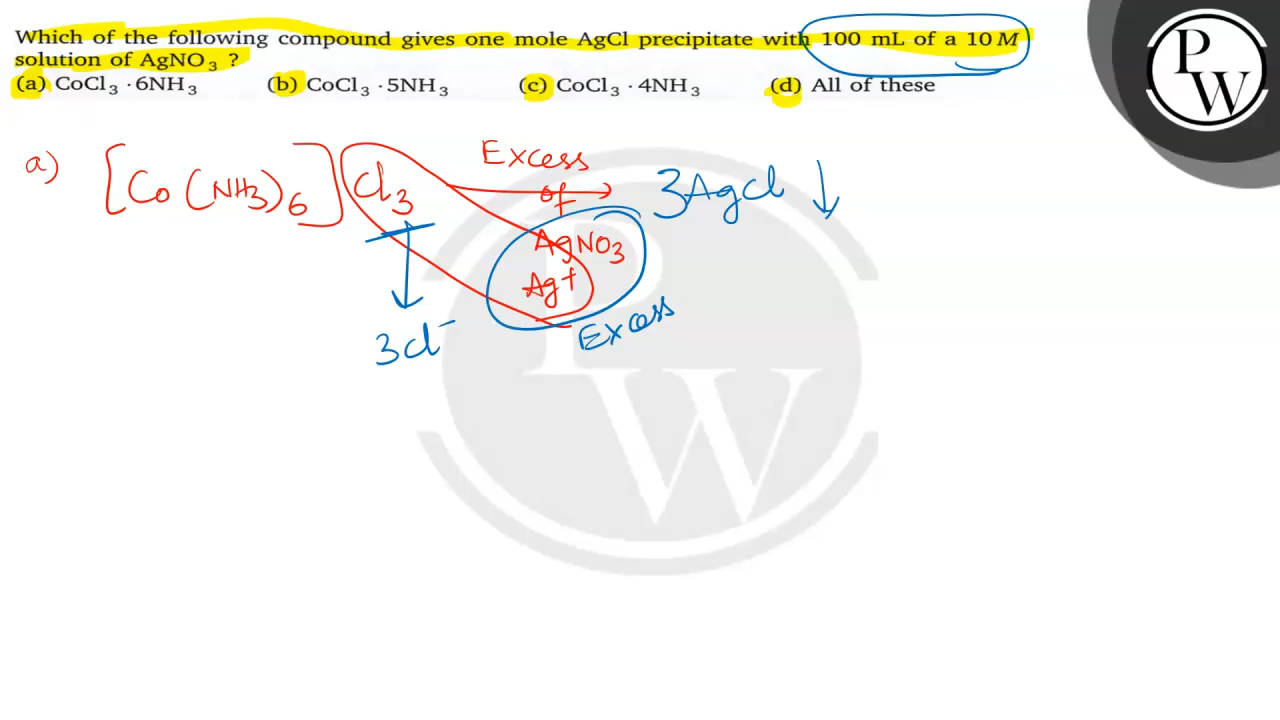 Which of the following compound gives one mole AgCl precipitate with 100 mL of a 10 M
solution of AgNO₃ ?
(a) CoCl₃ · 6NH₃ (b) CoCl₃ · 5NH₃ (c) CoCl₃ · 4NH₃ (d) All of these
P
W
a) [Co(NH3)6]Cl3 Excess of AgNO3 Ag+ 3AgCl ↓
Excess
3Cl⁻
P
W